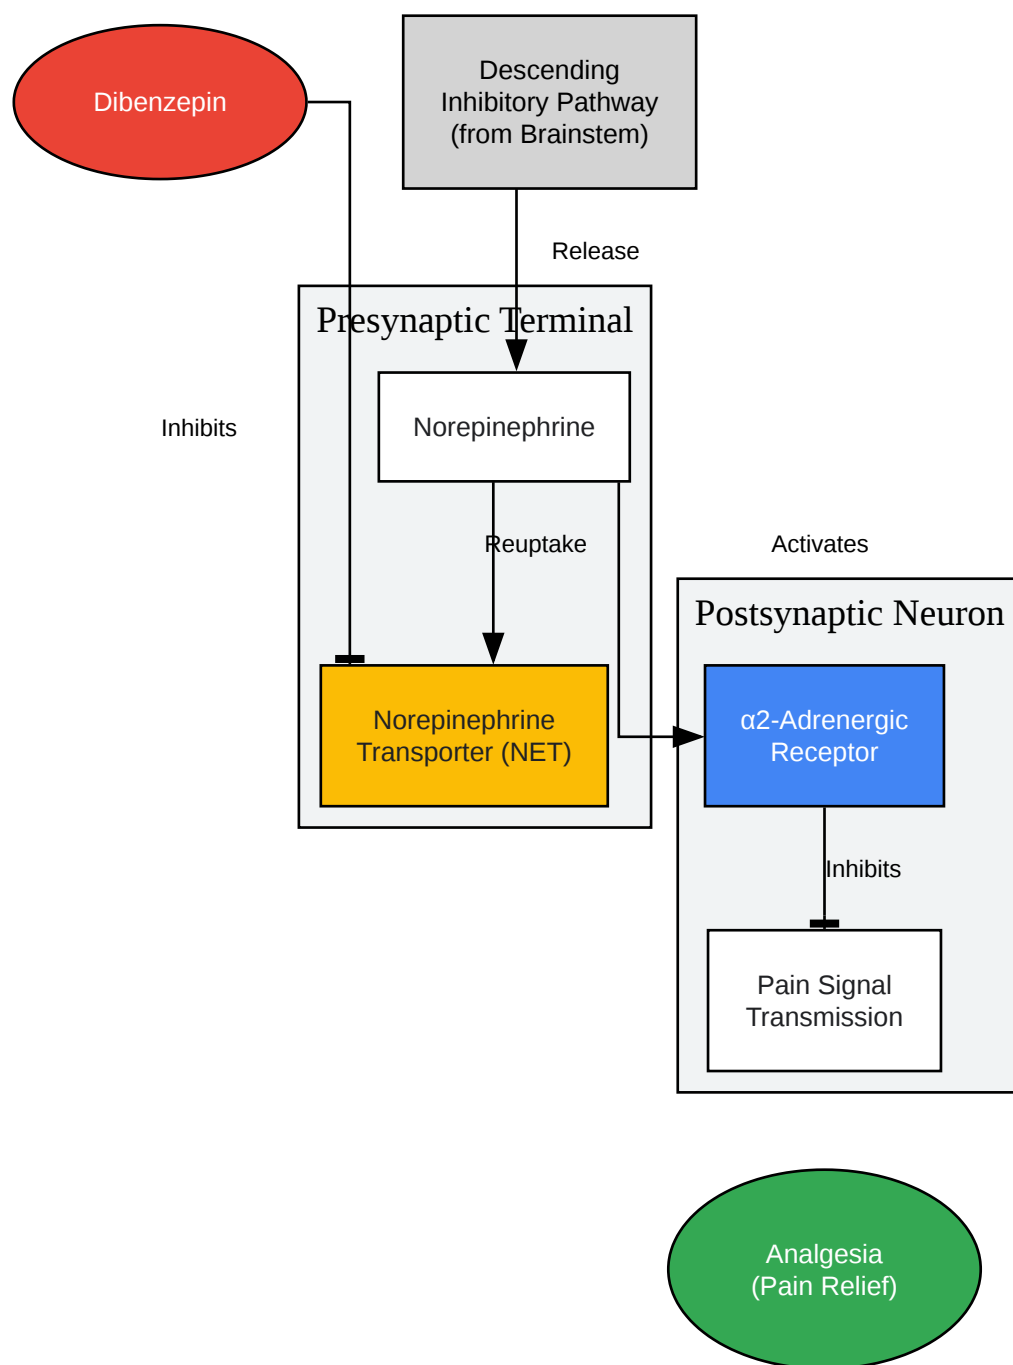 Dibenzepin
Descending
Inhibitory Pathway
(from Brainstem)
Release
Presynaptic Terminal
Norepinephrine
Inhibits
Reuptake
Activates
Postsynaptic Neuron
Norepinephrine
Transporter (NET)
α2-Adrenergic
Receptor
Inhibits
Pain Signal
Transmission
Analgesia
(Pain Relief)